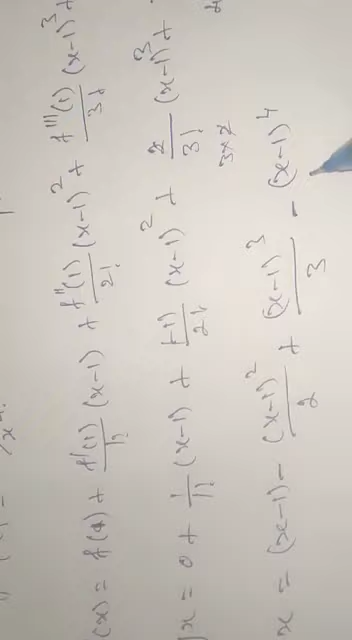 (x) = f(1) + f'(1)/1! (x-1) + f''(1)/2! (x-1)² + f'''(1)/3! (x-1)³ +
x = 0 + 1/1! (x-1) + (-1)/2! (x-1)² + 2/3! (x-1)³ +
3×2
x = (x-1) - (x-1)²/2 + (x-1)³/3 - (x-1)⁴